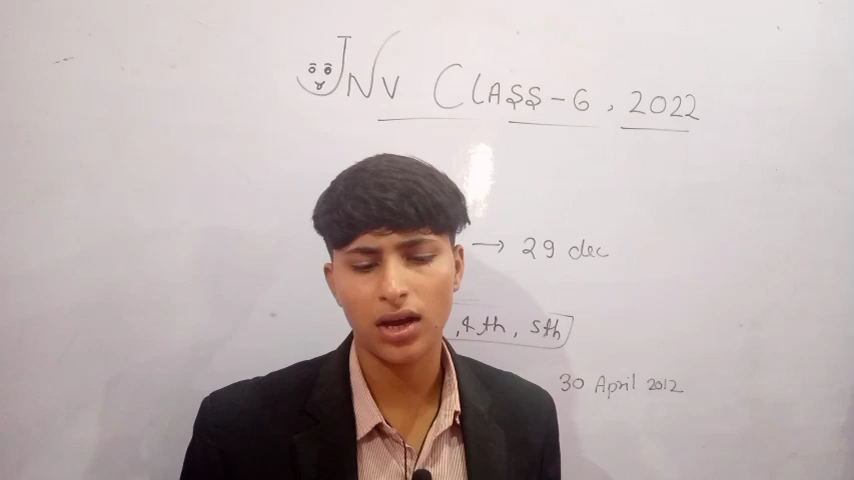 JNV CLASS-6, 2022
→ 29 dec
,4th, 5th
30 April 2012